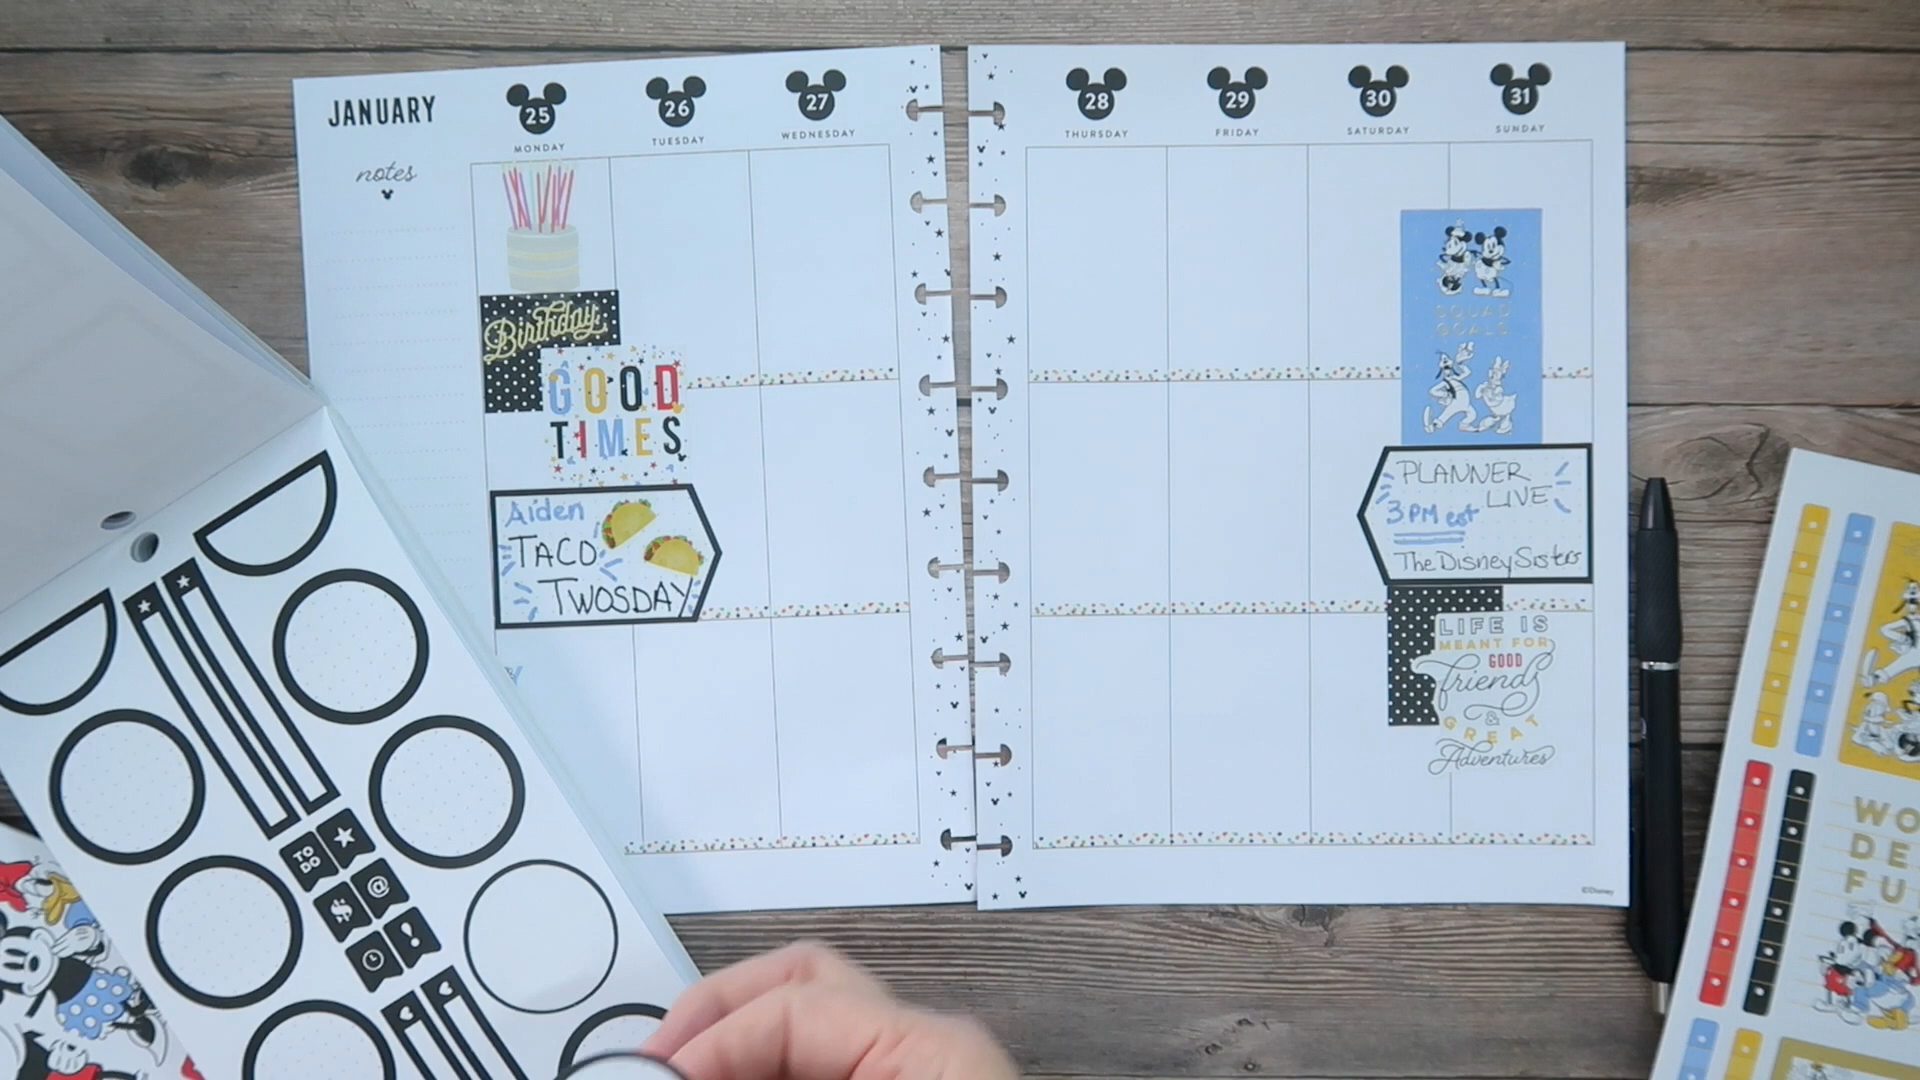 JANUARY
notes
25
MONDAY
26
TUESDAY
27
WEDNESDAY
28
THURSDAY
29
FRIDAY
30
SATURDAY
31
SUNDAY
Birthday
GOOD
TIMES
Aiden
TACO
TWOSDAY
SQUAD
GOALS
PLANNER
LIVE
3PM est
The Disney Sisters
LIFE IS
MEANT FOR
GOOD
friends
&
GREAT
Adventures
©Disney
TO
DO
@
$
!
WO
DE
FU